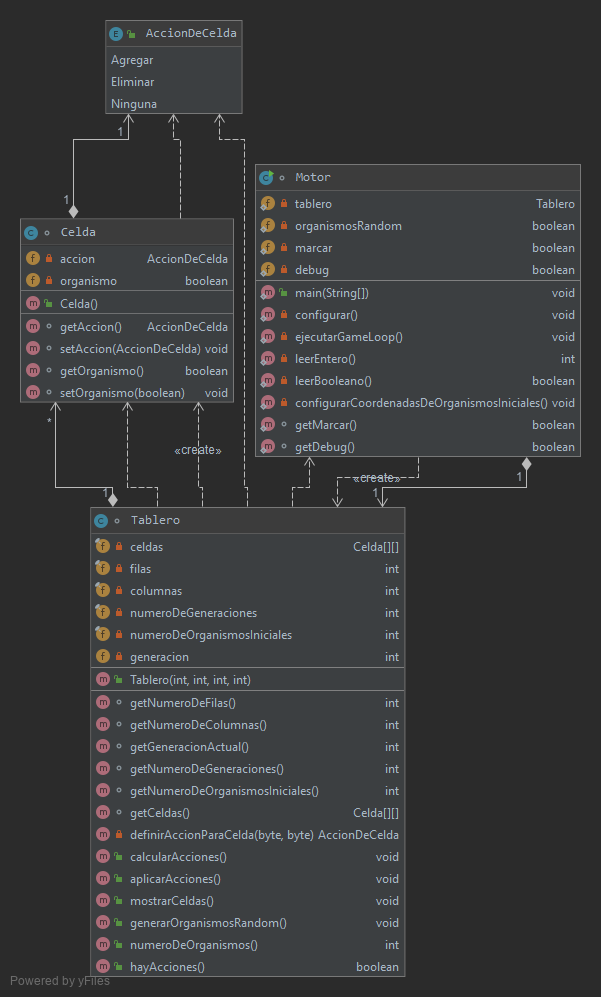 E AccionDeCelda
Agregar
Eliminar
Ninguna
1
1
C Motor
f tablero Tablero
f organismosRandom boolean
f marcar boolean
f debug boolean
m main(String[]) void
m configurar() void
m ejecutarGameLoop() void
m leerEntero() int
m leerBooleano() boolean
m configurarCoordenadasDeOrganismosIniciales() void
m getMarcar() boolean
m getDebug() boolean
C Celda
f accion AccionDeCelda
f organismo boolean
m Celda()
m getAccion() AccionDeCelda
m setAccion(AccionDeCelda) void
m getOrganismo() boolean
m setOrganismo(boolean) void
*
«create»
«create»
1
1
1
C Tablero
f celdas Celda[][]
f filas int
f columnas int
f numeroDeGeneraciones int
f numeroDeOrganismosIniciales int
f generacion int
m Tablero(int, int, int, int)
m getNumeroDeFilas() int
m getNumeroDeColumnas() int
m getGeneracionActual() int
m getNumeroDeGeneraciones() int
m getNumeroDeOrganismosIniciales() int
m getCeldas() Celda[][]
m definirAccionParaCelda(byte, byte) AccionDeCelda
m calcularAcciones() void
m aplicarAcciones() void
m mostrarCeldas() void
m generarOrganismosRandom() void
m numeroDeOrganismos() int
m hayAcciones() boolean
Powered by yFiles